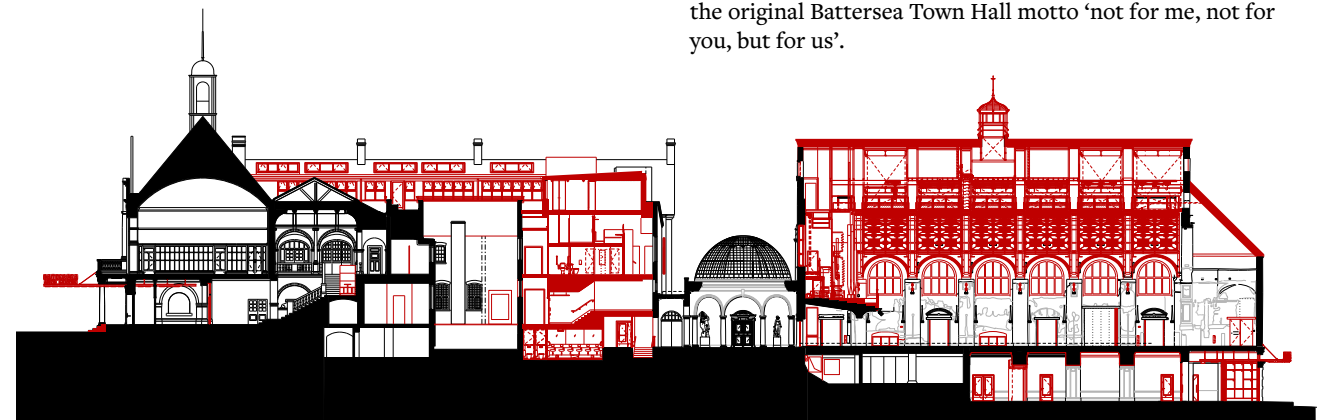 the original Battersea Town Hall motto ‘not for me, not for
you, but for us’.